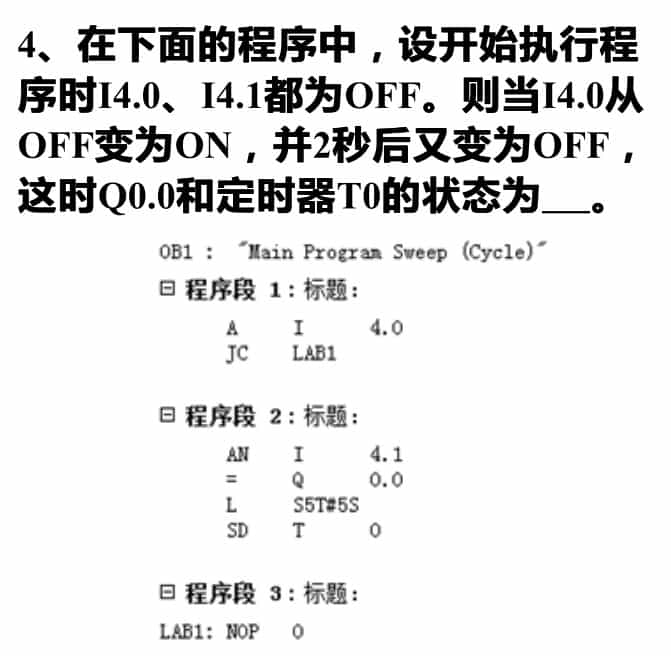 4、在下面的程序中，设开始执行程
序时I4.0、I4.1都为OFF。则当I4.0从
OFF变为ON，并2秒后又变为OFF，
这时Q0.0和定时器T0的状态为__。
OB1 : "Main Program Sweep (Cycle)"
程序段 1:标题:
A I 4.0
JC LAB1
程序段 2:标题:
AN I 4.1
= Q 0.0
L S5T#5S
SD T 0
程序段 3:标题:
LAB1: NOP 0